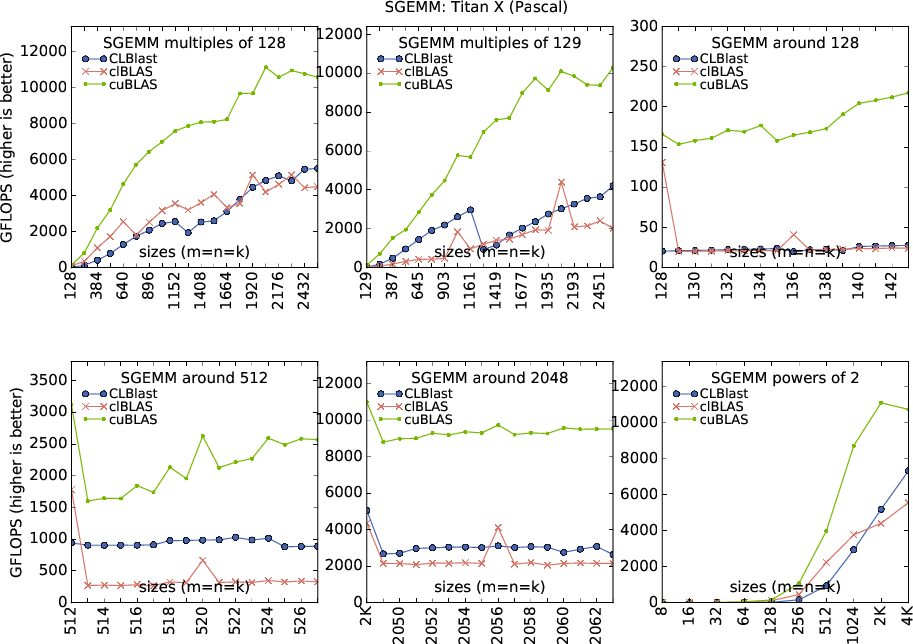 SGEMM: Titan X (Pascal)
GFLOPS (higher is better)
SGEMM multiples of 128
CLBlast
clBLAS
cuBLAS
12000
10000
8000
6000
4000
2000
0
128
384
640
896
1152
1408
1664
1920
2176
2432
sizes (m=n=k)
SGEMM multiples of 129
CLBlast
clBLAS
cuBLAS
12000
10000
8000
6000
4000
2000
0
129
387
645
903
1161
1419
1677
1935
2193
2451
sizes (m=n=k)
SGEMM around 128
CLBlast
clBLAS
cuBLAS
300
250
200
150
100
50
0
128
130
132
134
136
138
140
142
sizes (m=n=k)
GFLOPS (higher is better)
SGEMM around 512
CLBlast
clBLAS
cuBLAS
3500
3000
2500
2000
1500
1000
500
0
512
514
516
518
520
522
524
526
sizes (m=n=k)
SGEMM around 2048
CLBlast
clBLAS
cuBLAS
12000
10000
8000
6000
4000
2000
0
2K
2050
2052
2054
2056
2058
2060
2062
sizes (m=n=k)
SGEMM powers of 2
CLBlast
clBLAS
cuBLAS
12000
10000
8000
6000
4000
2000
0
8
16
32
64
128
256
512
1024
2K
4K
sizes (m=n=k)